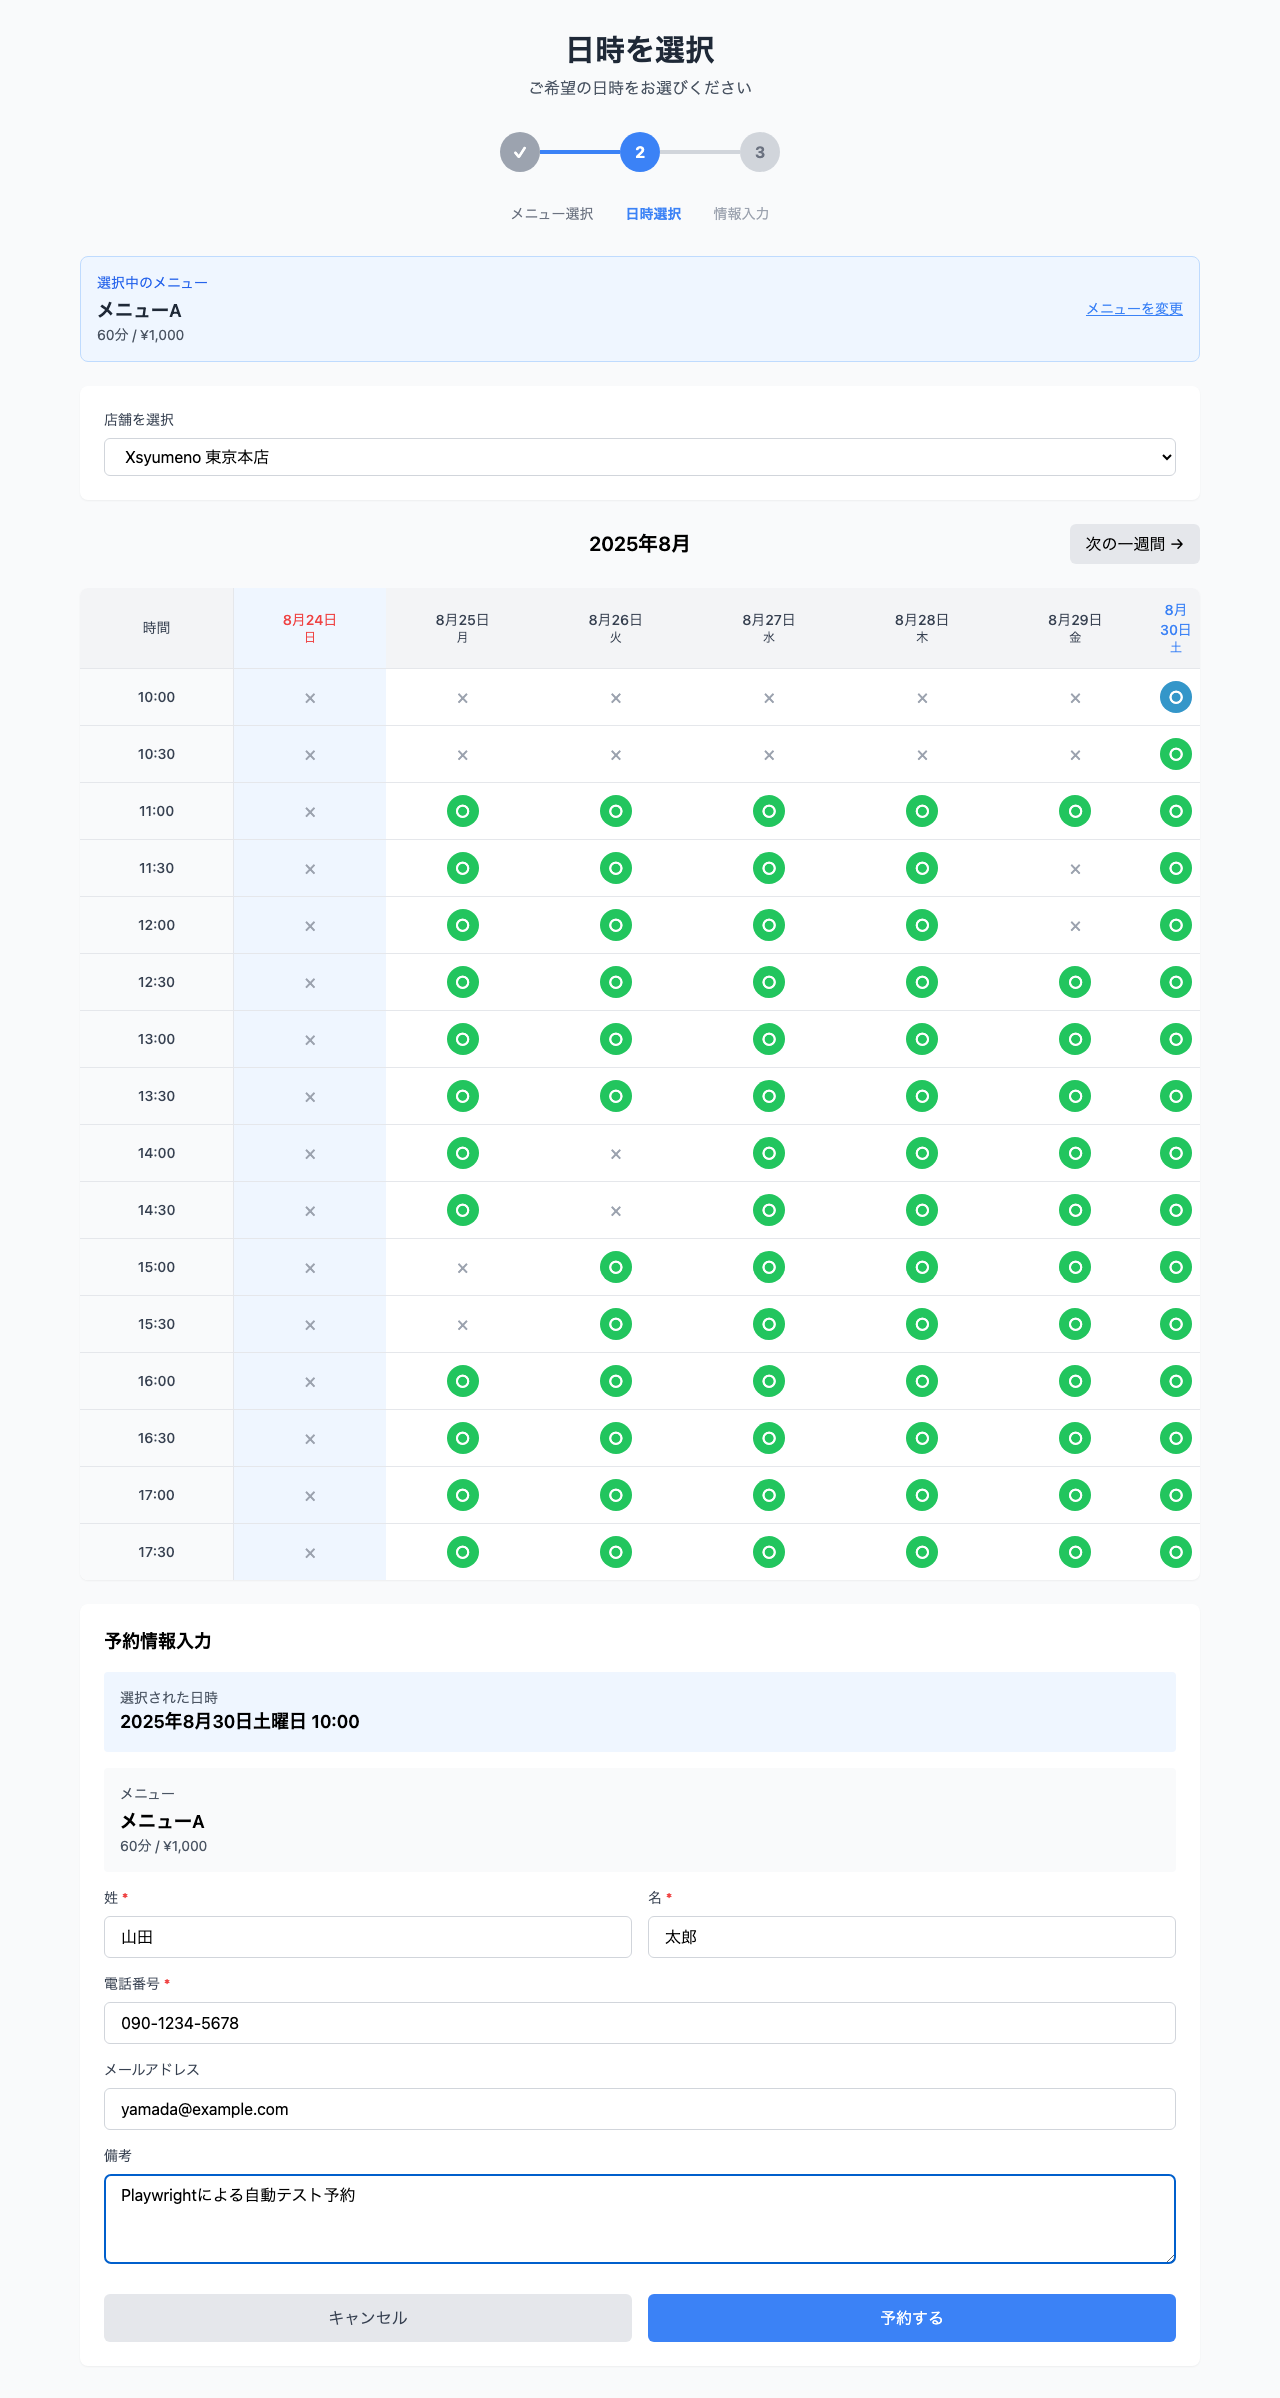 日時を選択
ご希望の日時をお選びください
2 3
メニュー選択 日時選択 情報入力
選択中のメニュー
メニューA
60分 / ¥1,000
メニューを変更
店舗を選択
Xsyumeno 東京本店
2025年8月
次の一週間 →
時間 8月24日 日 8月25日 月 8月26日 火 8月27日 水 8月28日 木 8月29日 金 8月30日 土
10:00 × × × × × × ○
10:30 × × × × × × ○
11:00 × ○ ○ ○ ○ ○ ○
11:30 × ○ ○ ○ ○ × ○
12:00 × ○ ○ ○ ○ × ○
12:30 × ○ ○ ○ ○ ○ ○
13:00 × ○ ○ ○ ○ ○ ○
13:30 × ○ ○ ○ ○ ○ ○
14:00 × ○ × ○ ○ ○ ○
14:30 × ○ × ○ ○ ○ ○
15:00 × × ○ ○ ○ ○ ○
15:30 × × ○ ○ ○ ○ ○
16:00 × ○ ○ ○ ○ ○ ○
16:30 × ○ ○ ○ ○ ○ ○
17:00 × ○ ○ ○ ○ ○ ○
17:30 × ○ ○ ○ ○ ○ ○
予約情報入力
選択された日時
2025年8月30日土曜日 10:00
メニュー
メニューA
60分 / ¥1,000
姓 * 名 *
山田 太郎
電話番号 *
090-1234-5678
メールアドレス
yamada@example.com
備考
Playwrightによる自動テスト予約
キャンセル 予約する